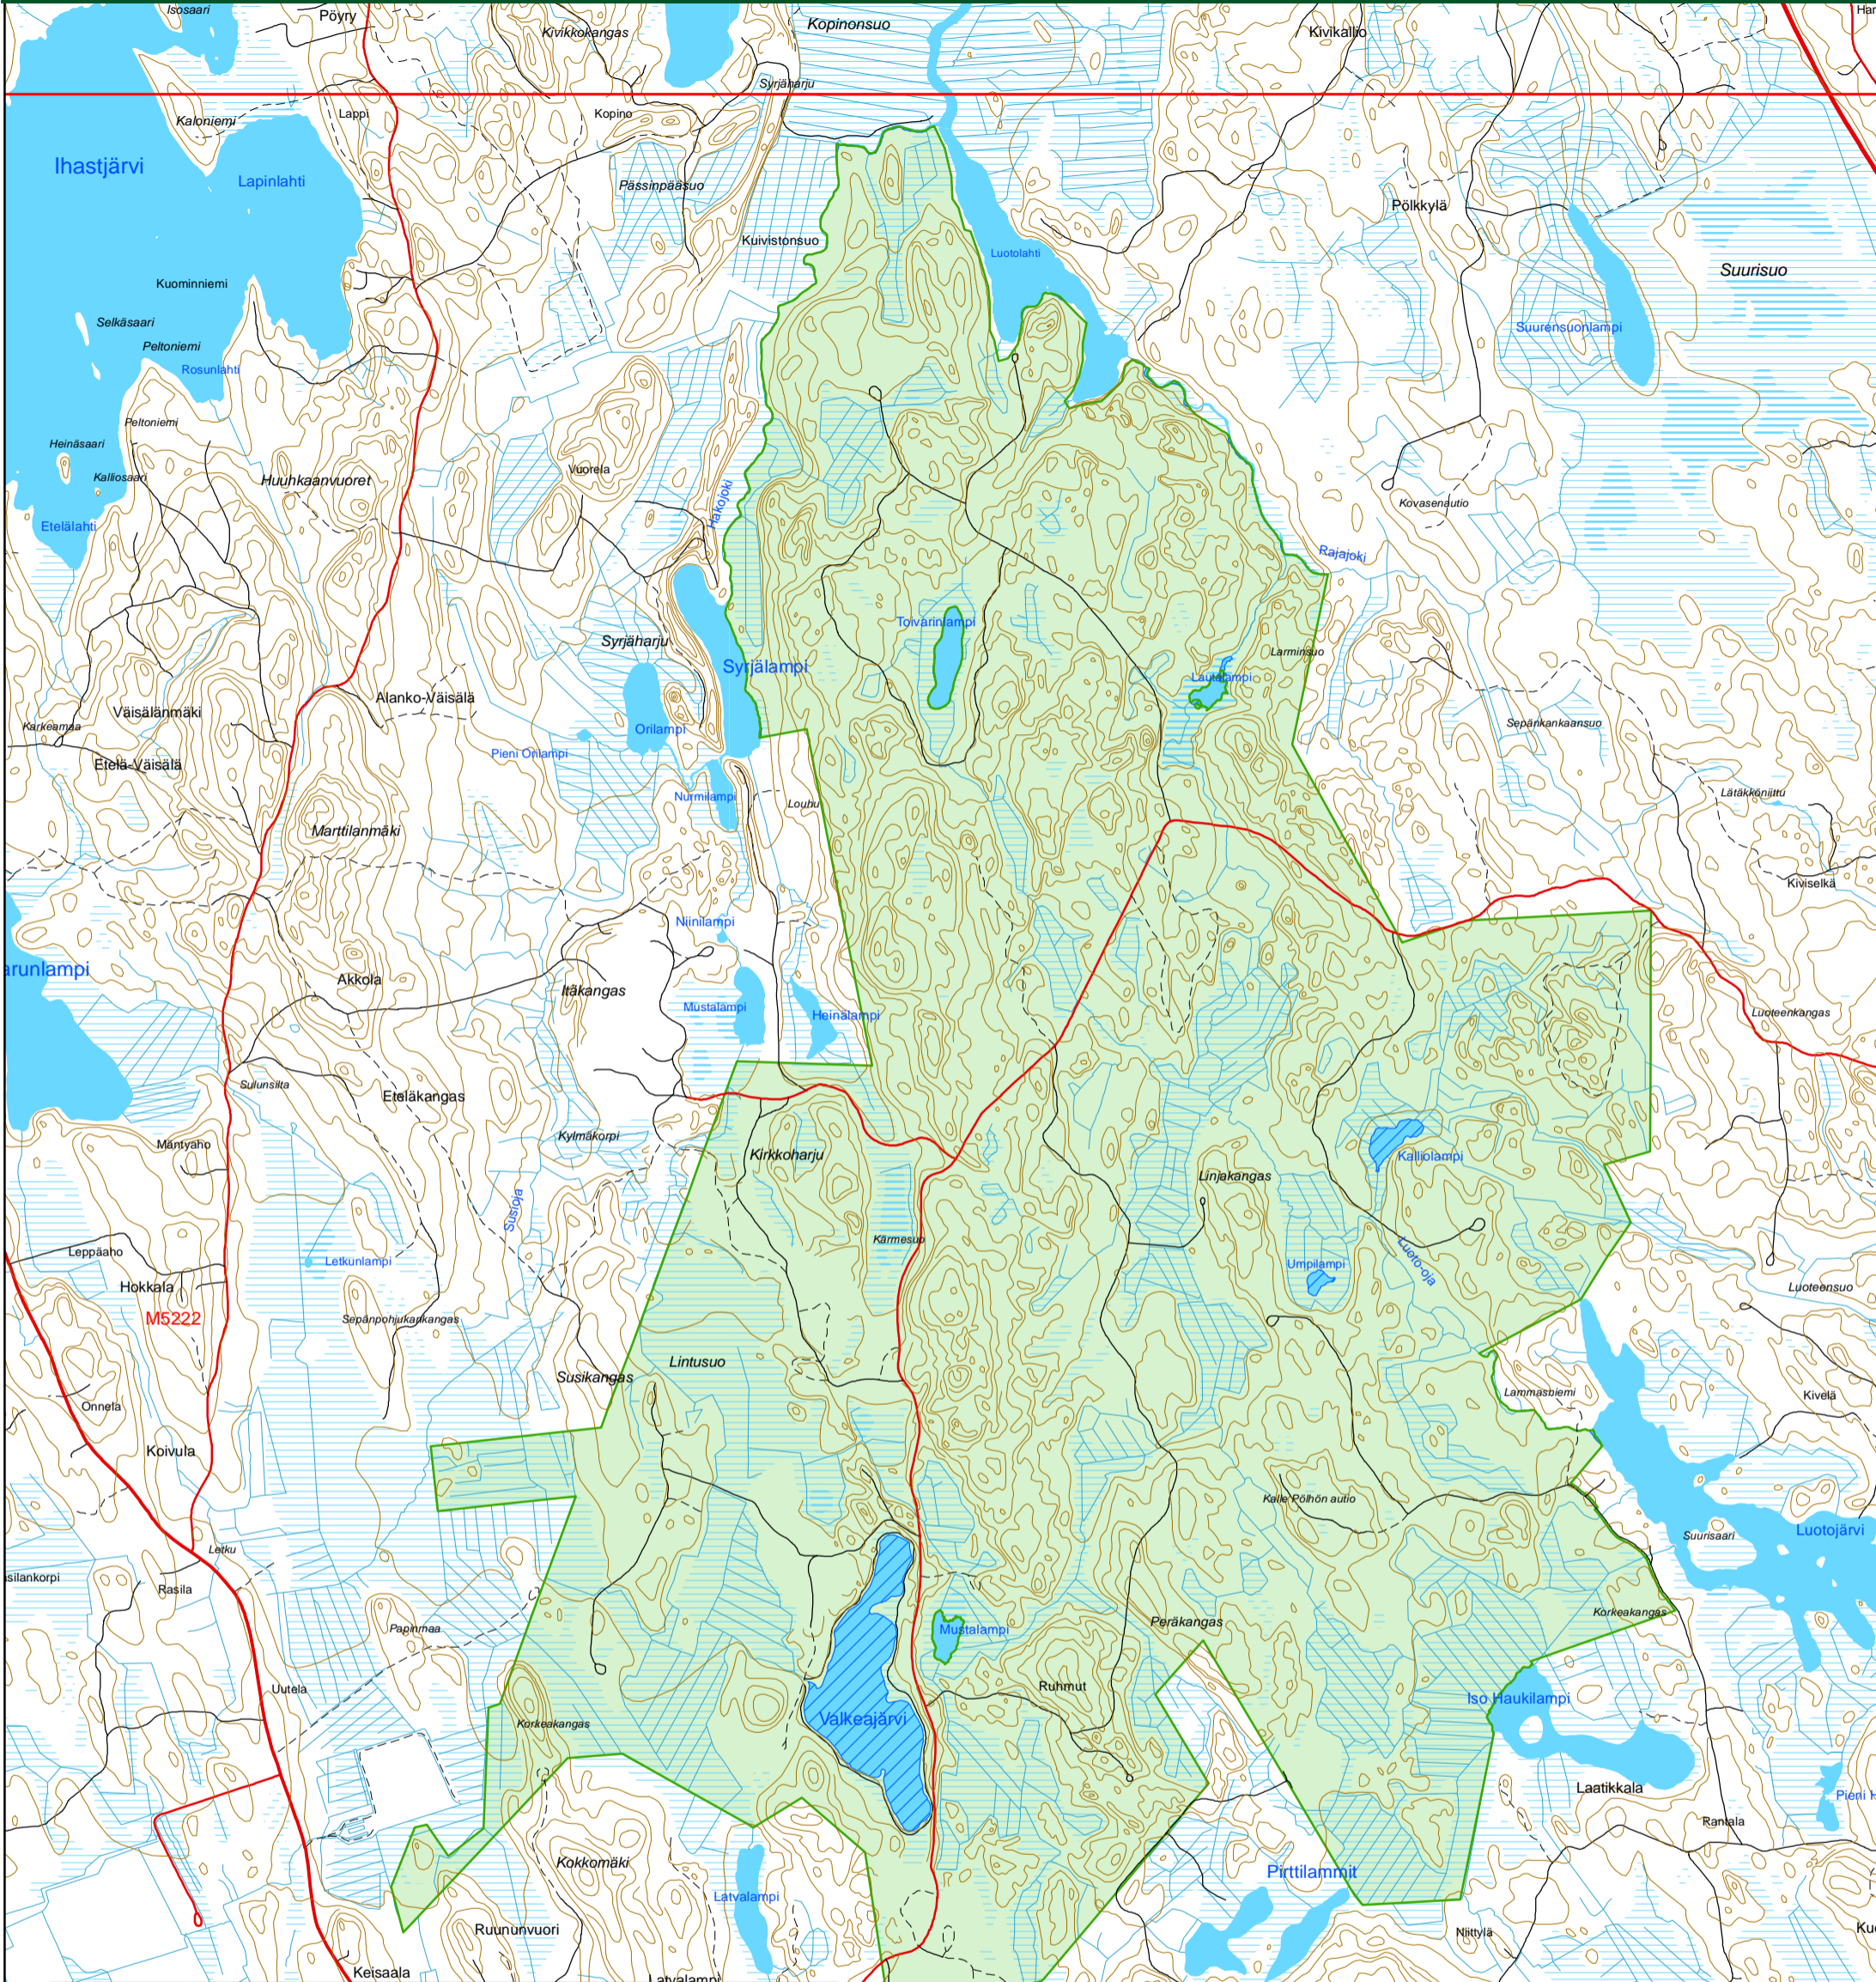 Isosaari
Pöyry
Kivikkokangas
Kopinonsuo
Kivikallio
Syrjäharju
Kaloniemi
Lappi
Kopino
Ihastjärvi
Lapinlahti
Pässinpääsuo
Pölkkylä
Kuivistonsuo
Luotolahti
Suurisuo
Kuominniemi
Selkäsaari
Peltoniemi
Suurensuonlampi
Rosunlahti
Peltoniemi
Heinäsaari
Kalliosaari
Huuhkaanvuoret
Vuorela
Hakojoki
Kovasenautio
Etelälahti
Rajajoki
Toivarinlampi
Syrjäharju
Larminsuo
Syrjälampi
Lautalampi
Alanko-Väisälä
Väisälänmäki
Karkeamaa
Sepänkankaansuo
Orilampi
Pieni Orilampi
Etelä-Väisälä
Nurmilampi
Louhu
Lätäkköniittu
Marttilanmäki
Kiviselkä
Niinilampi
arunlampi
Akkola
Itäkangas
Mustalampi
Heinälampi
Luoteenkangas
Sulunsilta
Eteläkangas
Kylmäkorpi
Mäntyaho
Kirkkoharju
Kalliolampi
Linjakangas
Susioja
Kärmesuo
Leppäaho
Letkunlampi
Umpilampi
Luoto-oja
Hokkala
Luoteensuo
M5222
Sepänpohjukankangas
Lintusuo
Susikangas
Lammasniemi
Kivelä
Onnela
Koivula
Kalle Pölhön autio
Luotojärvi
Suurisaari
Letku
silankorpi
Rasila
Korkeakangas
Papinmaa
Mustalampi
Peräkangas
Uutela
Ruhmut
Iso Haukilampi
Korkeakangas
Valkeajärvi
Laatikkala
Pieni H
Rantala
Kokkomäki
Pirttilammit
Latvalampi
Ruununvuori
Niittylä
Keisaala
Latvalampi